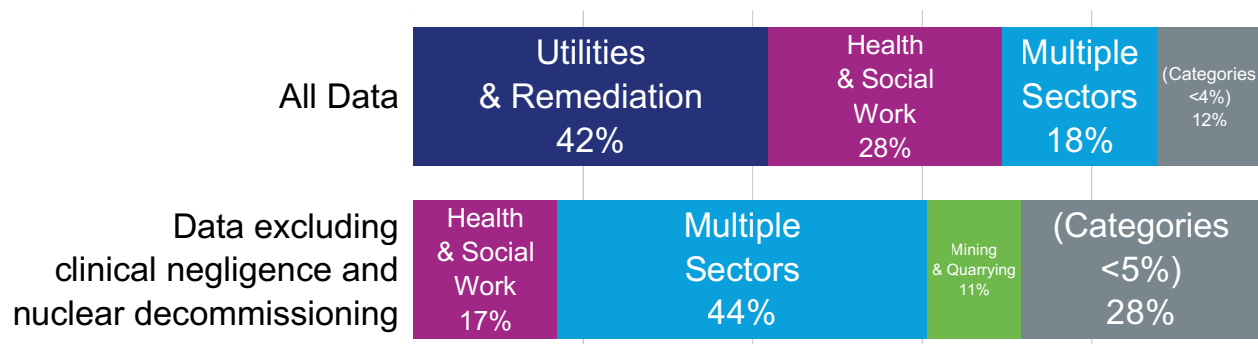 All Data
Utilities
& Remediation
42%
Health
& Social
Work
28%
Multiple
Sectors
18%
(Categories
<4%)
12%
Data excluding
clinical negligence and
nuclear decommissioning
Health
& Social
Work
17%
Multiple
Sectors
44%
Mining
& Quarrying
11%
(Categories
<5%)
28%